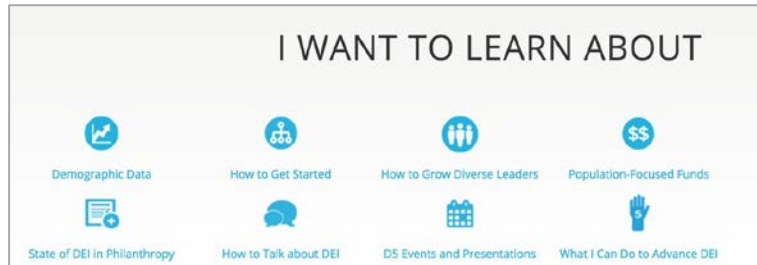 I WANT TO LEARN ABOUT
$$
Demographic Data
How to Get Started
How to Grow Diverse Leaders
Population-Focused Funds
5
State of DEI in Philanthropy
How to Talk about DEI
D5 Events and Presentations
What I Can Do to Advance DEI